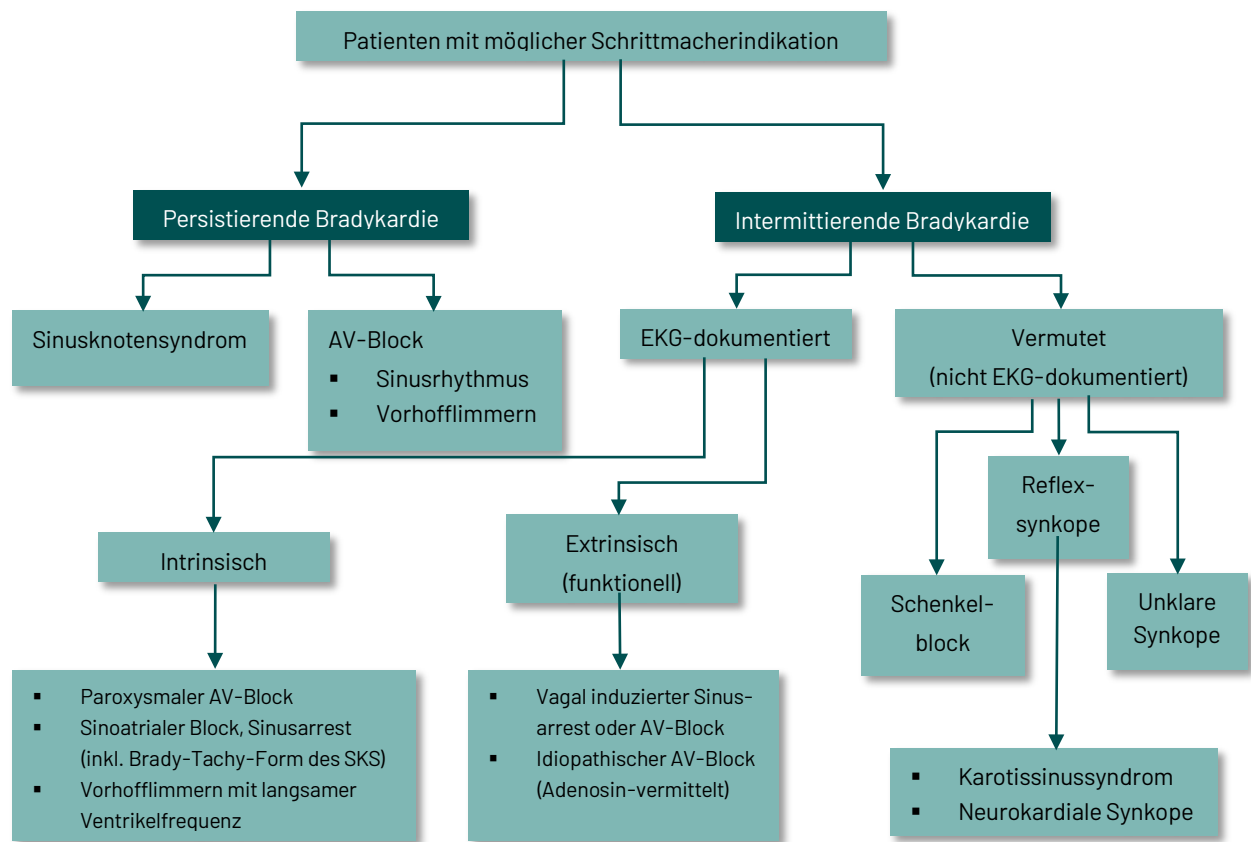 Patienten mit möglicher Schrittmacherindikation
Persistierende Bradykardie
Intermittierende Bradykardie
Sinusknotensyndrom
AV-Block
▪ Sinusrhythmus
▪ Vorhofflimmern
EKG-dokumentiert
Vermutet
(nicht EKG-dokumentiert)
Intrinsisch
Extrinsisch
(funktionell)
Schenkel-
block
Reflex-
synkope
Unklare
Synkope
▪ Paroxysmaler AV-Block
▪ Sinoatrialer Block, Sinusarrest
(inkl. Brady-Tachy-Form des SKS)
▪ Vorhofflimmern mit langsamer
Ventrikelfrequenz
▪ Vagal induzierter Sinus-
arrest oder AV-Block
▪ Idiopathischer AV-Block
(Adenosin-vermittelt)
▪ Karotissinussyndrom
▪ Neurokardiale Synkope